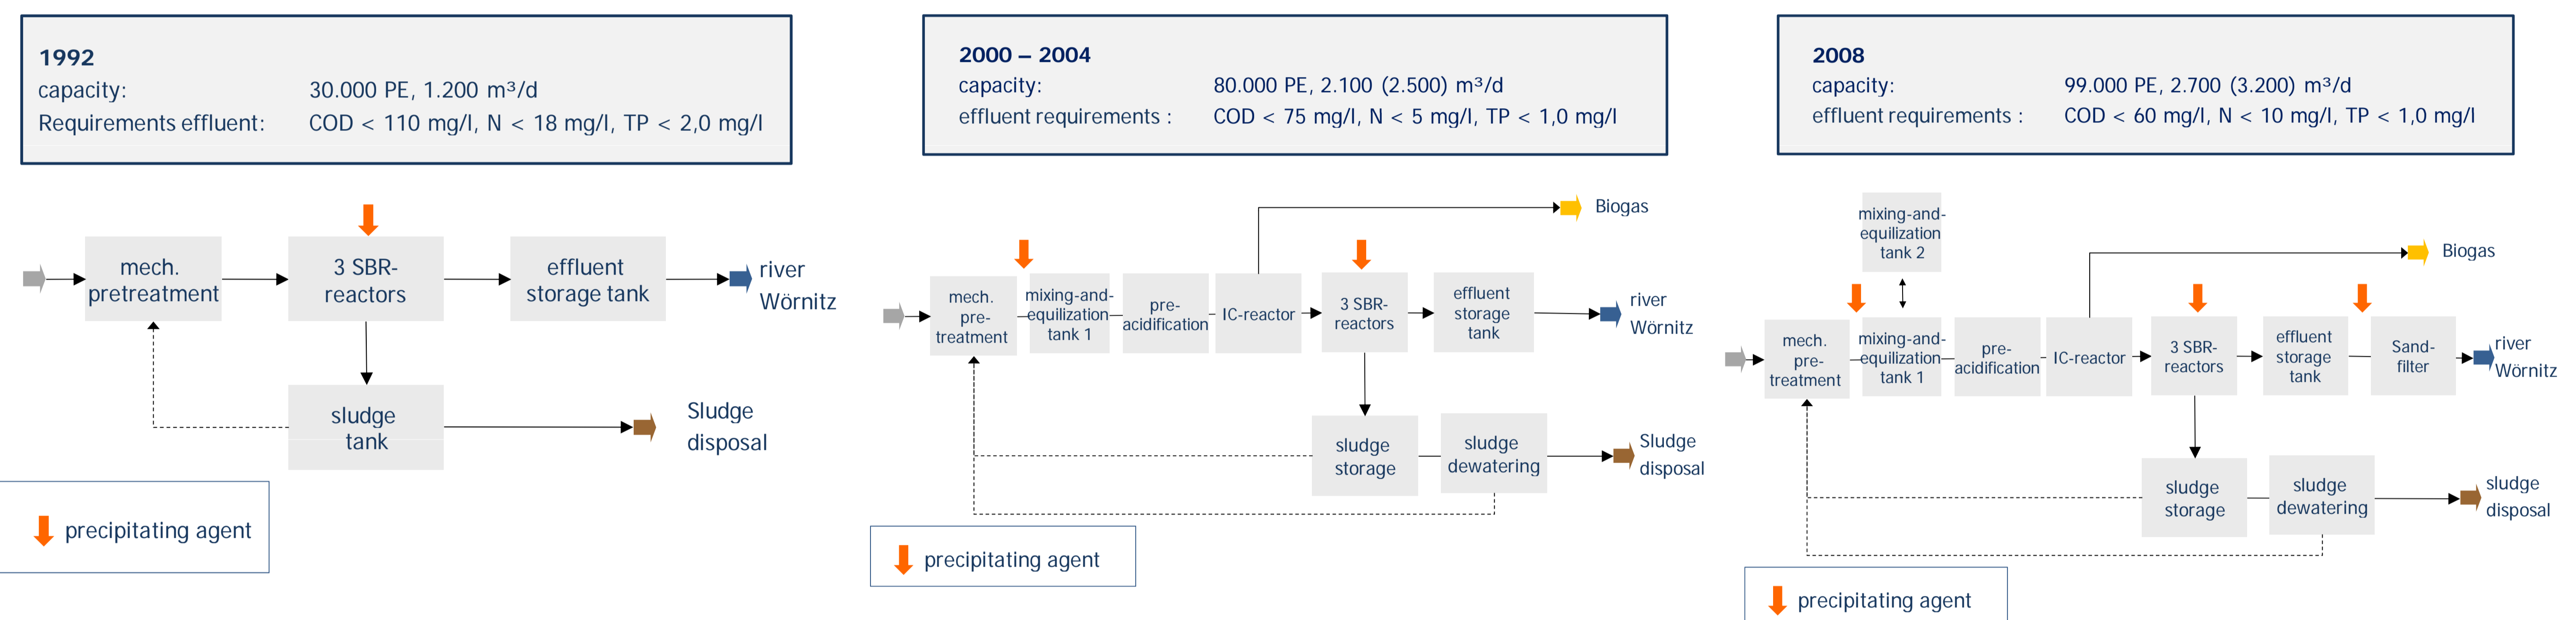 1992
capacity: 30.000 PE, 1.200 m³/d
Requirements effluent: COD < 110 mg/l, N < 18 mg/l, TP < 2,0 mg/l
mech.
pretreatment
3 SBR-
reactors
effluent
storage tank
river
Wörnitz
sludge
tank
Sludge
disposal
precipitating agent
2000 – 2004
capacity: 80.000 PE, 2.100 (2.500) m³/d
effluent requirements : COD < 75 mg/l, N < 5 mg/l, TP < 1,0 mg/l
Biogas
mech.
pre-
treatment
mixing-and-
equilization
tank 1
pre-
acidification
IC-reactor
3 SBR-
reactors
effluent
storage
tank
river
Wörnitz
sludge
storage
sludge
dewatering
Sludge
disposal
precipitating agent
2008
capacity: 99.000 PE, 2.700 (3.200) m³/d
effluent requirements : COD < 60 mg/l, N < 10 mg/l, TP < 1,0 mg/l
mixing-and-
equilization
tank 2
Biogas
mech.
pre-
treatment
mixing-and-
equilization
tank 1
pre-
acidification
IC-reactor
3 SBR-
reactors
effluent
storage
tank
Sand-
filter
river
Wörnitz
sludge
storage
sludge
dewatering
sludge
disposal
precipitating agent